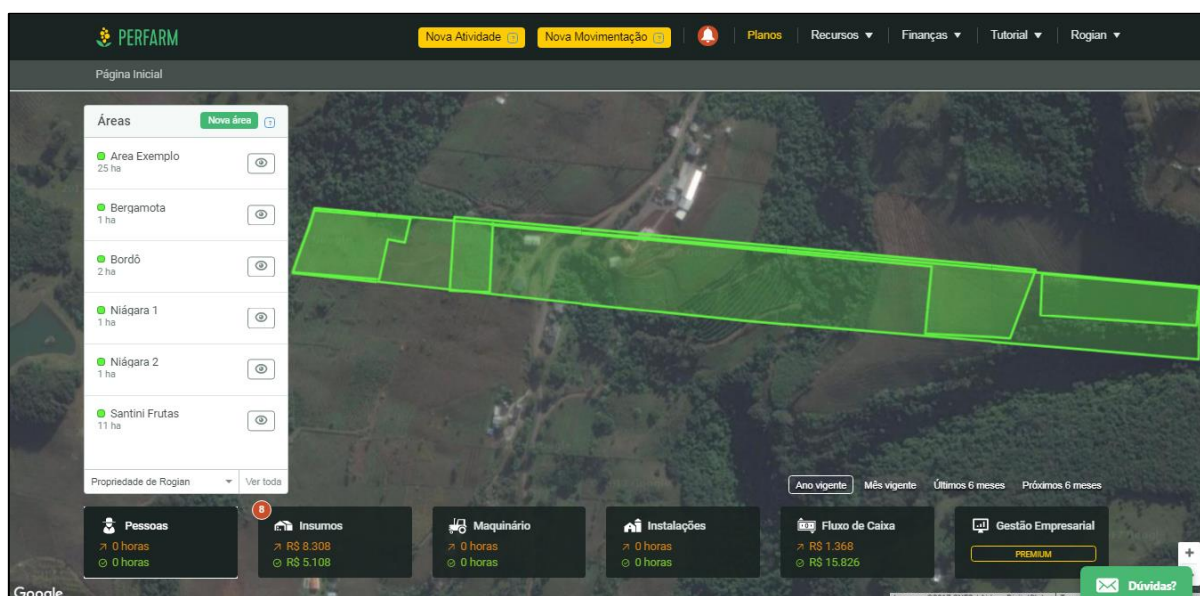 PERFARM
Nova Atividade
Nova Movimentação
Planos
Recursos
Finanças
Tutorial
Rogian
Página Inicial
Áreas
Nova área
Area Exemplo
25 ha
Bergamota
1 ha
Bordô
2 ha
Niágara 1
1 ha
Niágara 2
1 ha
Santini Frutas
11 ha
Propriedade de Rogian
Ver toda
Ano vigente
Mês vigente
Últimos 6 meses
Próximos 6 meses
Pessoas
0 horas
0 horas
8
Insumos
R$ 8.308
R$ 5.108
Maquinário
0 horas
0 horas
Instalações
0 horas
0 horas
Fluxo de Caixa
R$ 1.368
R$ 15.826
Gestão Empresarial
PREMIUM
+
Dúvidas?
Google